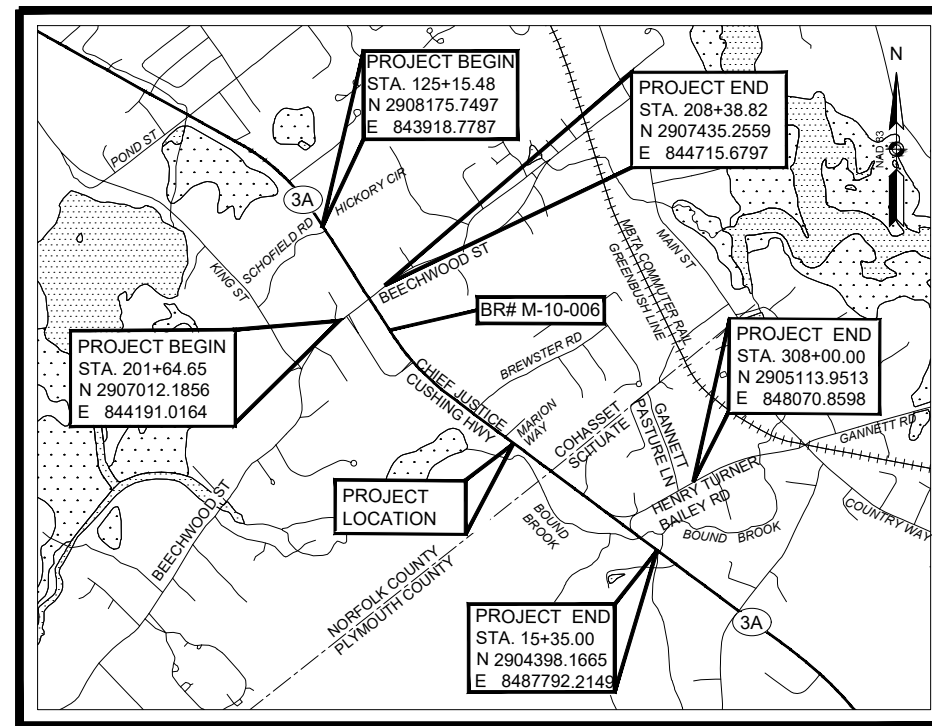 PROJECT BEGIN
STA. 125+15.48
N 2908175.7497
E 843918.7787
PROJECT END
STA. 208+38.82
N 2907435.2559
E 844715.6797
N
NAD 83
POND ST
3A
HICKORY CIR
SCHOFIELD RD
KING ST
BEECHWOOD ST
MBTA COMMUTER RAIL
GREENBUSH LINE
MAIN ST
BR# M-10-006
PROJECT BEGIN
STA. 201+64.65
N 2907012.1856
E 844191.0164
BREWSTER RD
PROJECT END
STA. 308+00.00
N 2905113.9513
E 848070.8598
CHIEF JUSTICE
CUSHING HWY
MARION
WAY
COHASSET
SCITUATE
GANNETT
PASTURE LN
GANNETT RD
HENRY TURNER
BAILEY RD
PROJECT
LOCATION
BOUND
BROOK
BOUND BROOK
COUNTRY WAY
BEECHWOOD ST
NORFOLK COUNTY
PLYMOUTH COUNTY
PROJECT END
STA. 15+35.00
N 2904398.1665
E 8487792.2149
3A